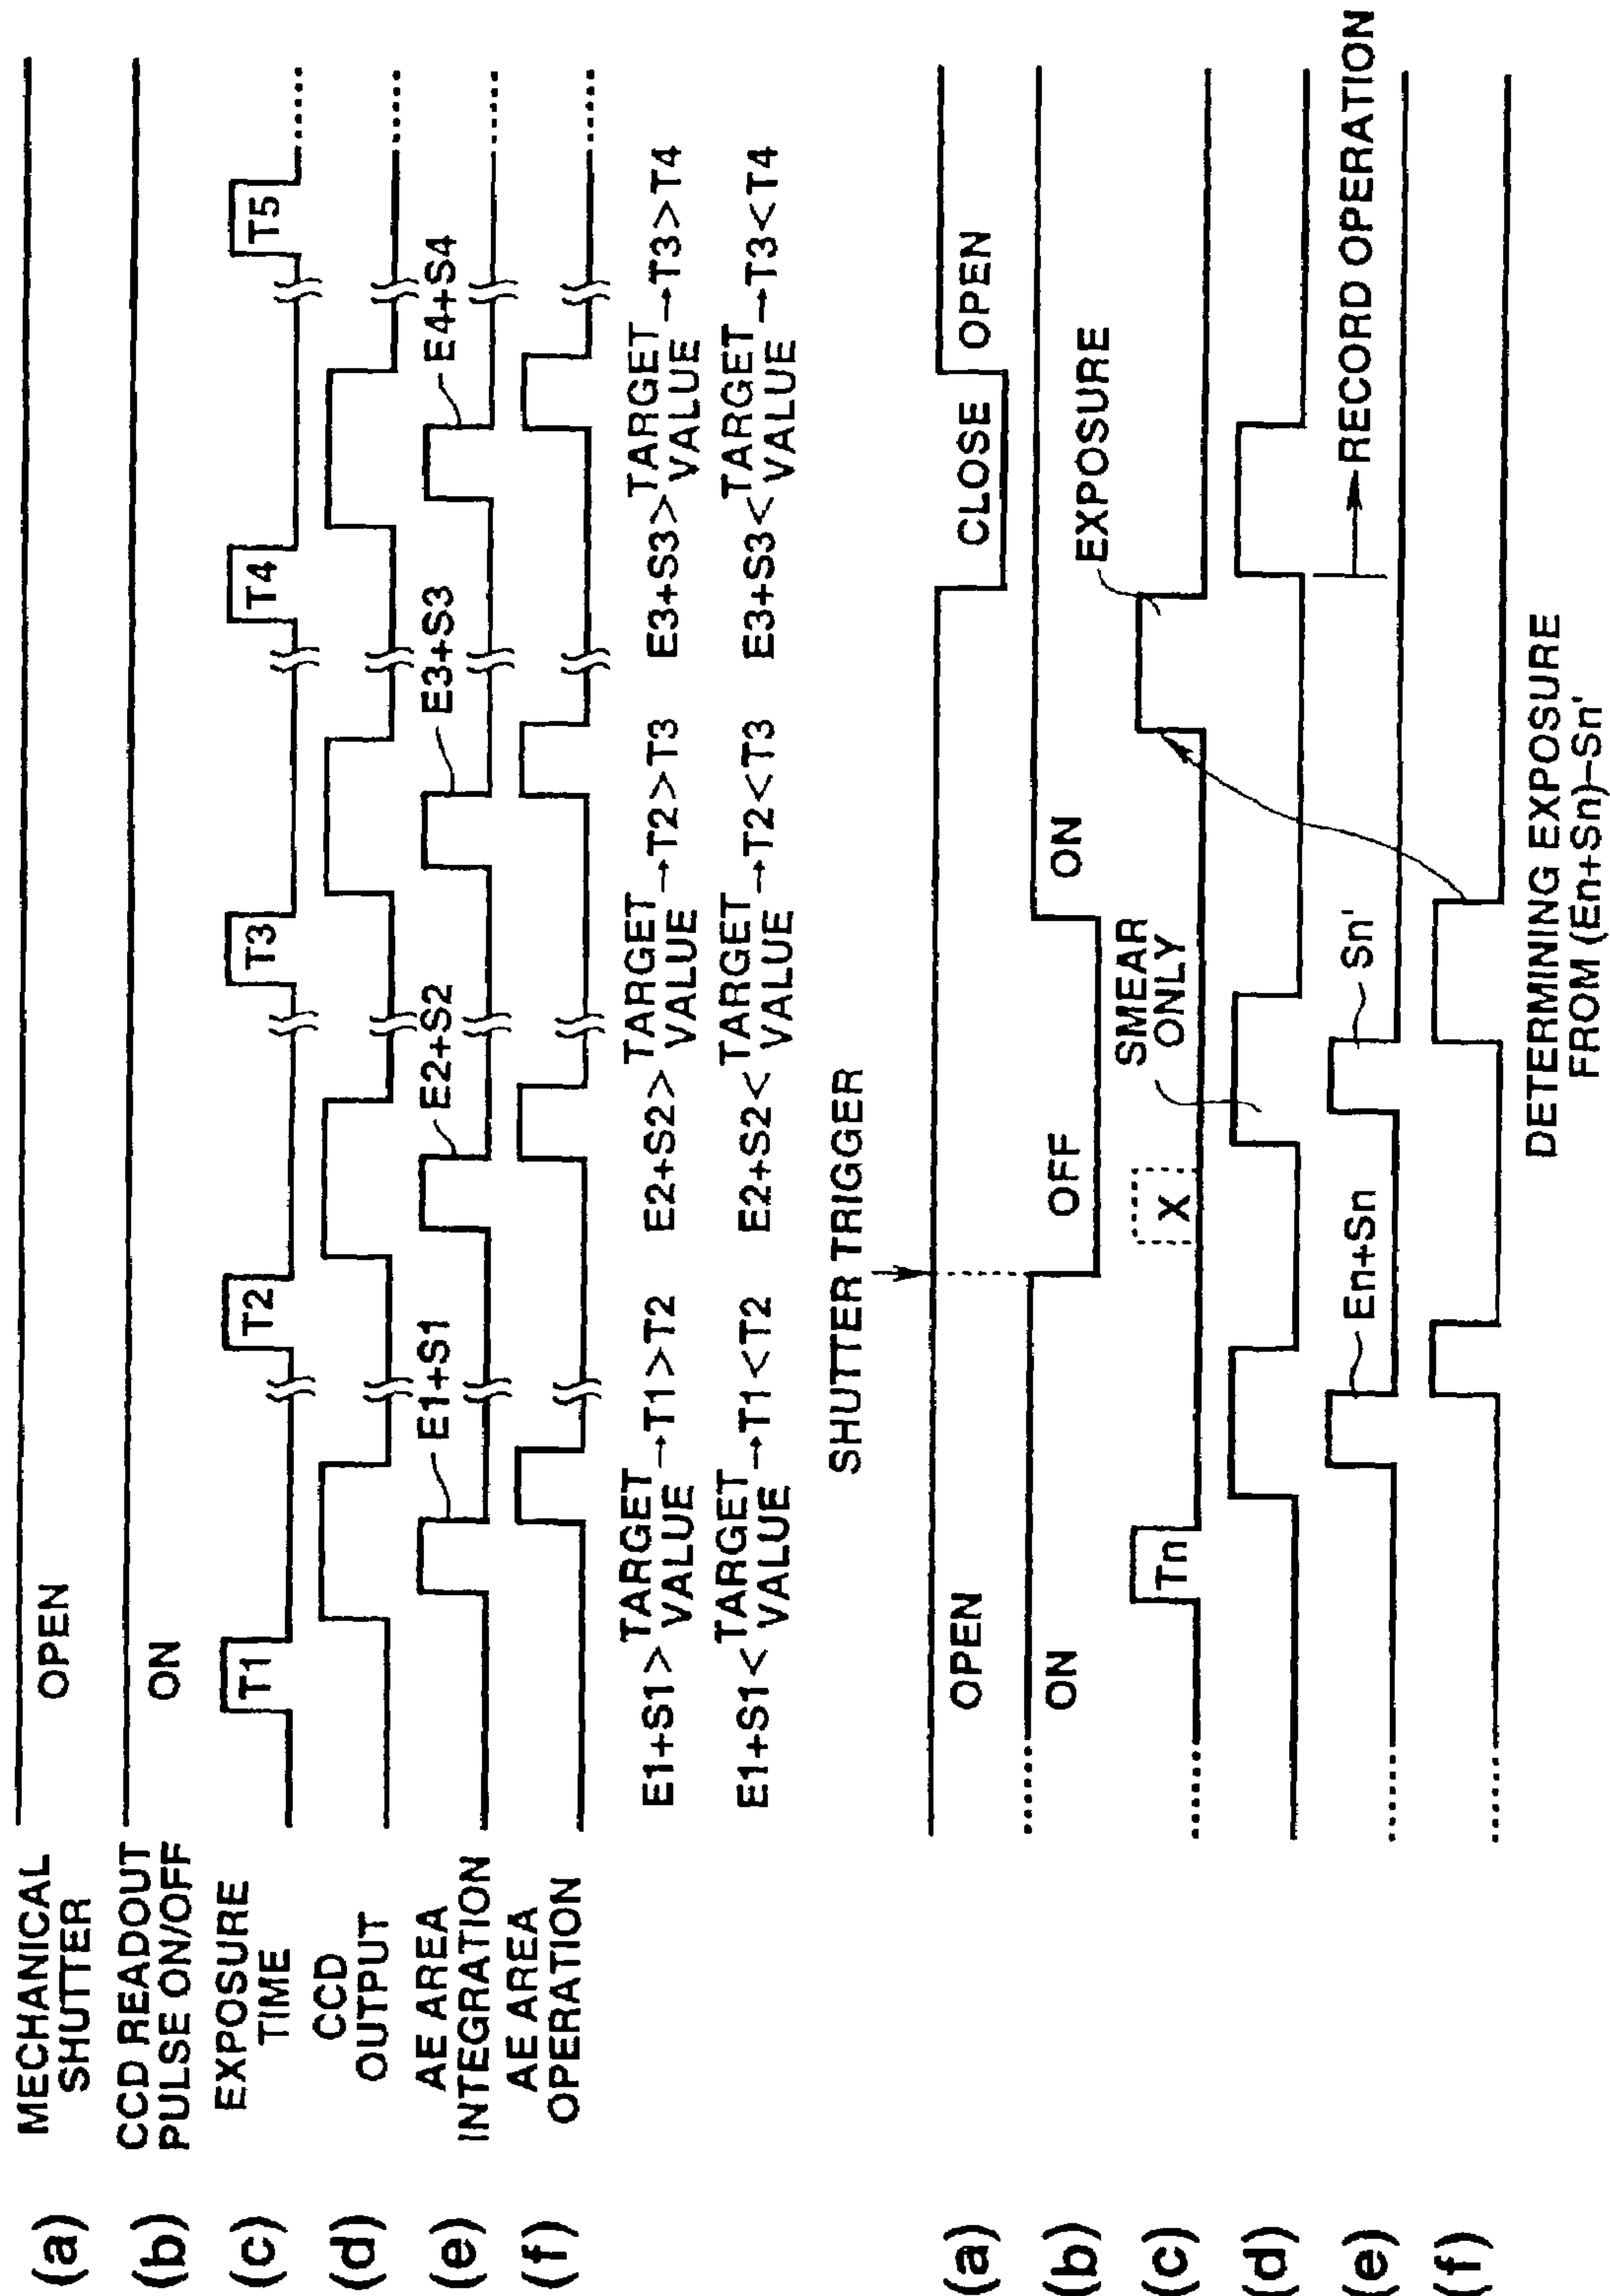 (a) MECHANICAL
SHUTTER
OPEN
(b) CCD READOUT
PULSE ON/OFF
ON
(c) EXPOSURE
TIME
T1 T2 T3 T4 T5
(d) CCD
OUTPUT
(e) AE AREA
INTEGRATION
E1+S1 E2+S2 E3+S3 E4+S4
(f) AE AREA
OPERATION
E1+S1>TARGET VALUE→T1>T2 E2+S2>TARGET VALUE→T2>T3 E3+S3>TARGET VALUE→T3>T4
E1+S1<TARGET VALUE→T1<T2 E2+S2<TARGET VALUE→T2<T3 E3+S3<TARGET VALUE→T3<T4
SHUTTER TRIGGER
(a) OPEN CLOSE OPEN
(b) ON OFF ON
(c) Tn X EXPOSURE
SMEAR
ONLY
(d)
(e) En+Sn Sn' RECORD OPERATION
(f)
DETERMINING EXPOSURE
FROM (En+Sn)-Sn'